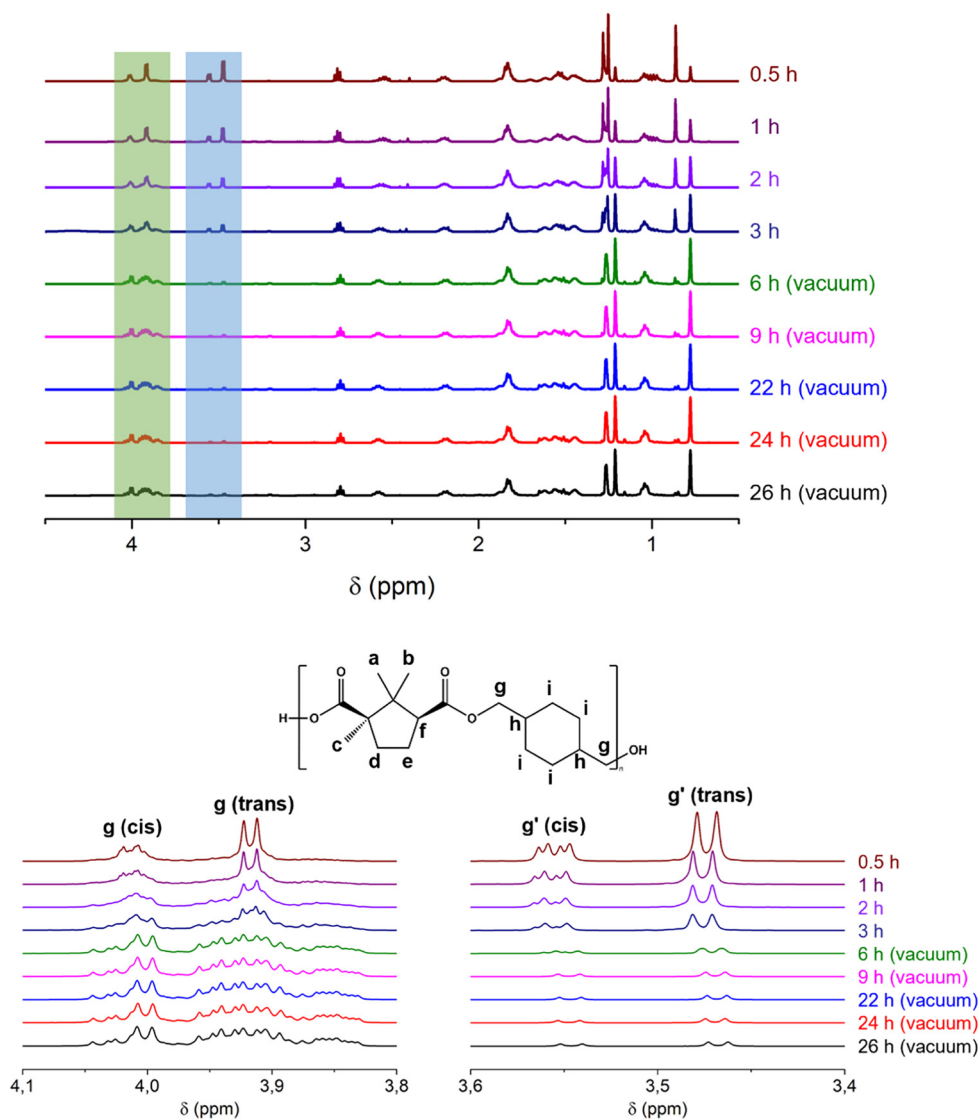 0.5 h
1 h
2 h
3 h
6 h (vacuum)
9 h (vacuum)
22 h (vacuum)
24 h (vacuum)
26 h (vacuum)
4 3 2 1
δ (ppm)
a b
O O g i
H O O h i
c f i h g OH
d e i n
g (cis) g (trans) g' (cis) g' (trans)
0.5 h
1 h
2 h
3 h
6 h (vacuum)
9 h (vacuum)
22 h (vacuum)
24 h (vacuum)
26 h (vacuum)
4,1 4,0 3,9 3,8 3,6 3,5 3,4
δ (ppm) δ (ppm)